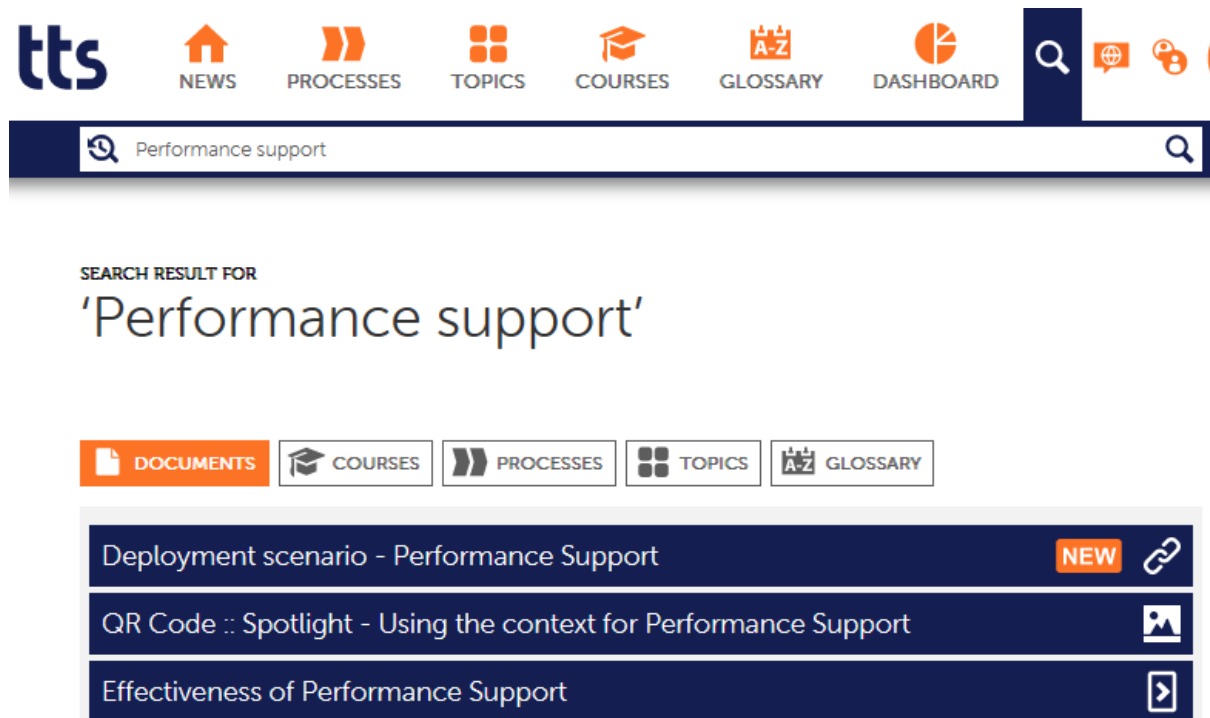 tts
NEWS PROCESSES TOPICS COURSES A-Z GLOSSARY DASHBOARD
Performance support
SEARCH RESULT FOR
‘Performance support’
DOCUMENTS COURSES PROCESSES TOPICS A-Z GLOSSARY
Deployment scenario - Performance Support NEW
QR Code :: Spotlight - Using the context for Performance Support
Effectiveness of Performance Support